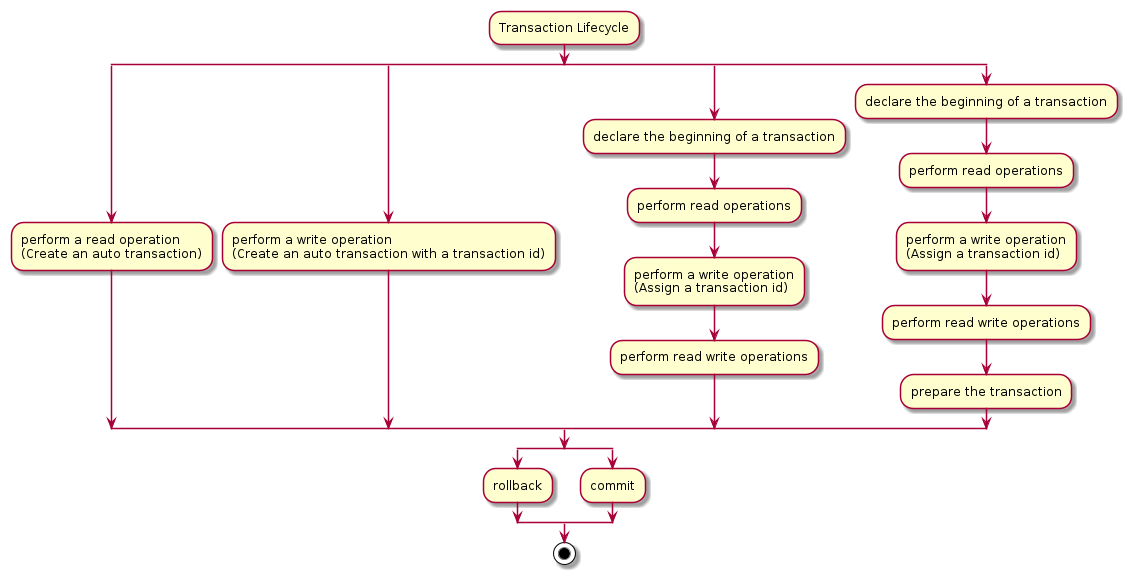 Transaction Lifecycle
perform a read operation
(Create an auto transaction)
perform a write operation
(Create an auto transaction with a transaction id)
declare the beginning of a transaction
perform read operations
perform a write operation
(Assign a transaction id)
perform read write operations
declare the beginning of a transaction
perform read operations
perform a write operation
(Assign a transaction id)
perform read write operations
prepare the transaction
rollback
commit